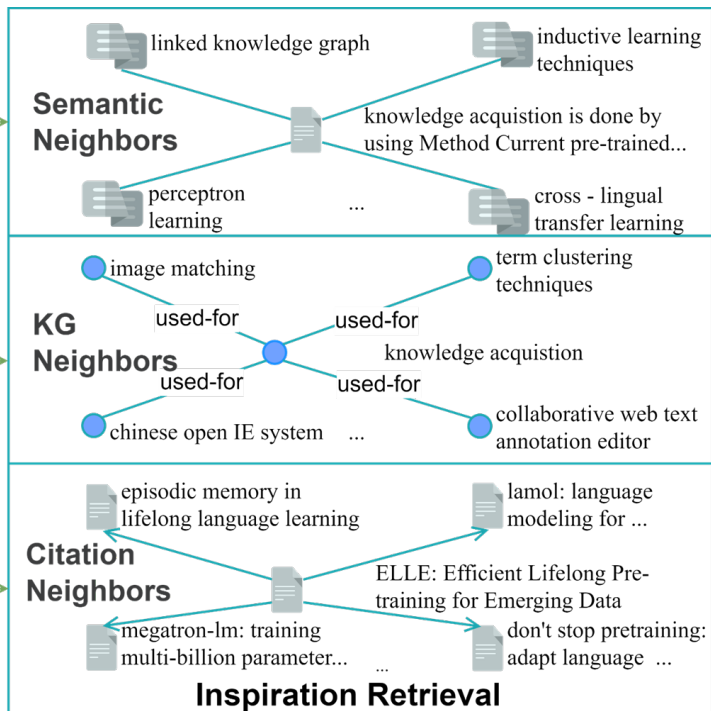 linked knowledge graph
inductive learning
techniques
Semantic
Neighbors
knowledge acquistion is done by
using Method Current pre-trained...
perceptron
learning
...
cross - lingual
transfer learning
image matching
term clustering
techniques
used-for
used-for
KG
Neighbors
knowledge acquistion
used-for
used-for
chinese open IE system
...
collaborative web text
annotation editor
episodic memory in
lifelong language learning
lamol: language
modeling for ...
Citation
Neighbors
ELLE: Efficient Lifelong Pre-
training for Emerging Data
megatron-lm: training
multi-billion parameter...
...
don't stop pretraining:
adapt language ...
Inspiration Retrieval